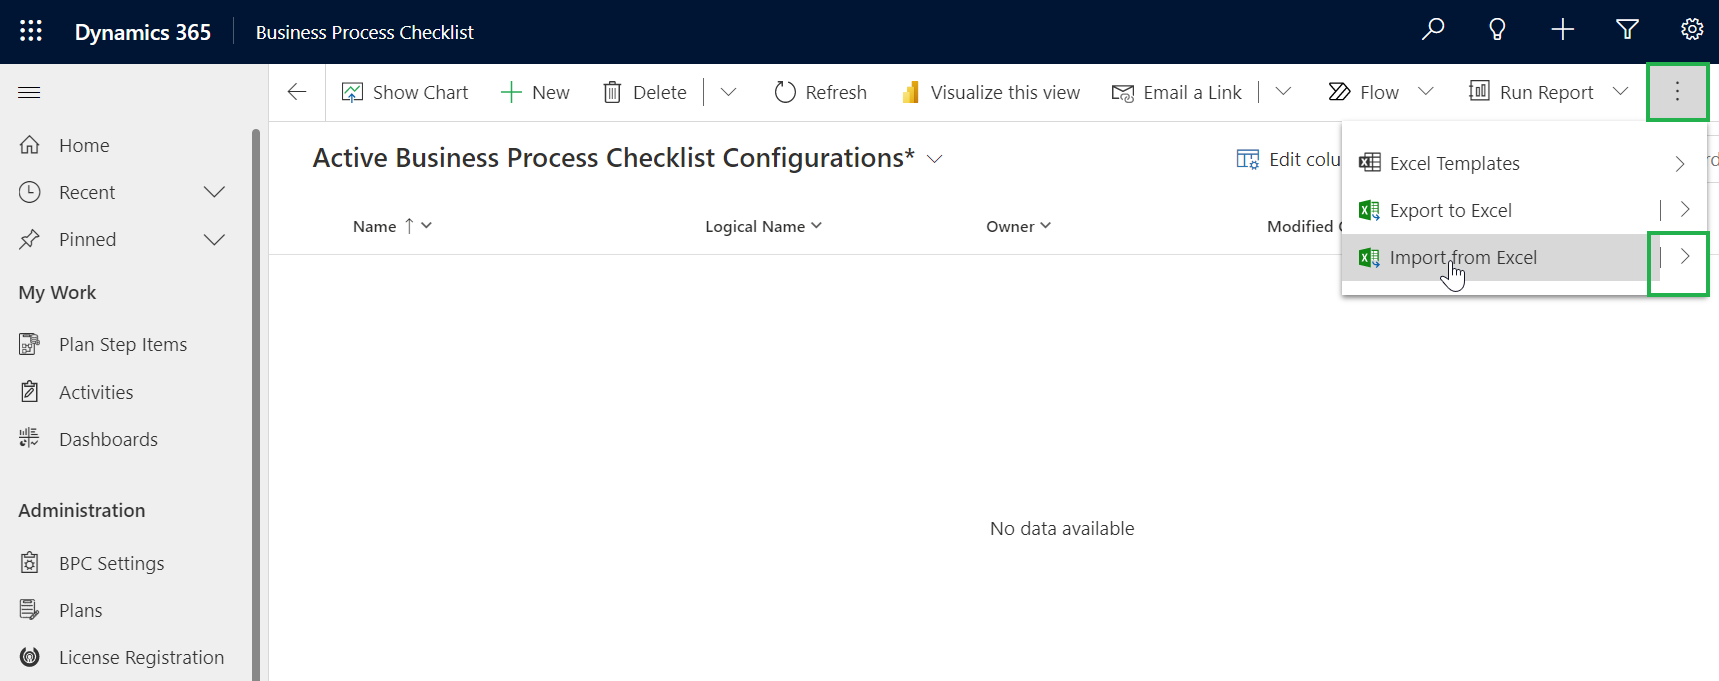 Dynamics 365 Business Process Checklist
Show Chart New Delete Refresh Visualize this view Email a Link Flow Run Report
Home
Recent
Pinned
My Work
Plan Step Items
Activities
Dashboards
Administration
BPC Settings
Plans
License Registration
Active Business Process Checklist Configurations*
Edit colu
Excel Templates
Export to Excel
Import from Excel
Name Logical Name Owner Modified
No data available